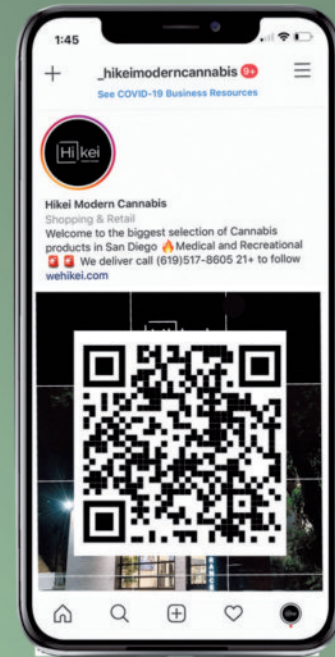 1:45
_hikeimoderncannabis 9+
See COVID-19 Business Resources
Hi kei
Hikei Modern Cannabis
Shopping & Retail
Welcome to the biggest selection of Cannabis
products in San Diego 🔥Medical and Recreational
🚨 🚨 We deliver call (619)517-8605 21+ to follow
wehikei.com